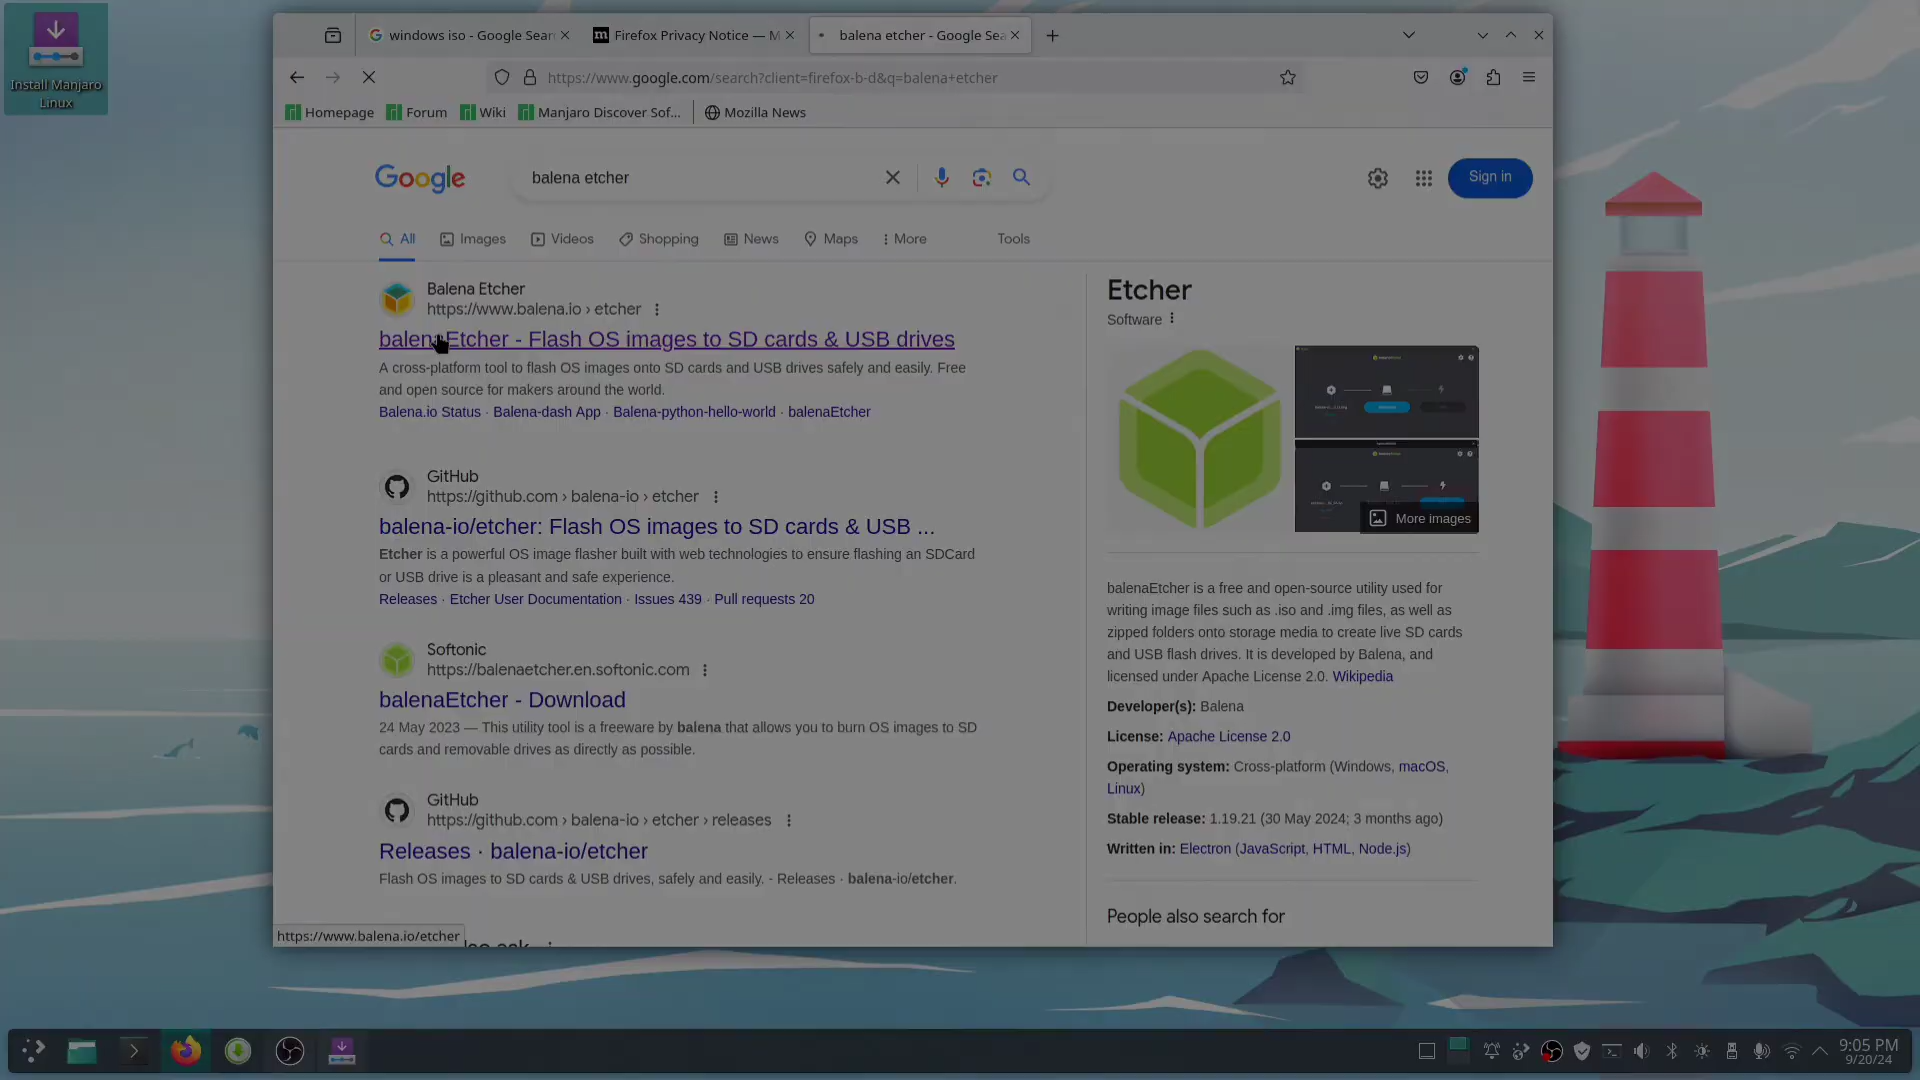 Install Manjaro
Linux
windows iso - Google Sear
Firefox Privacy Notice — M
balena etcher - Google Sea
https://www.google.com/search?client=firefox-b-d&q=balena+etcher
Homepage
Forum
Wiki
Manjaro Discover Sof...
Mozilla News
Google
balena etcher
Sign in
All
Images
Videos
Shopping
News
Maps
More
Tools
Balena Etcher
https://www.balena.io › etcher
balenaEtcher - Flash OS images to SD cards & USB drives
A cross-platform tool to flash OS images onto SD cards and USB drives safely and easily. Free
and open source for makers around the world.
Balena.io Status · Balena-dash App · Balena-python-hello-world · balenaEtcher
GitHub
https://github.com › balena-io › etcher
balena-io/etcher: Flash OS images to SD cards & USB ...
Etcher is a powerful OS image flasher built with web technologies to ensure flashing an SDCard
or USB drive is a pleasant and safe experience.
Releases · Etcher User Documentation · Issues 439 · Pull requests 20
Softonic
https://balenaetcher.en.softonic.com
balenaEtcher - Download
24 May 2023 — This utility tool is a freeware by balena that allows you to burn OS images to SD
cards and removable drives as directly as possible.
GitHub
https://github.com › balena-io › etcher › releases
Releases · balena-io/etcher
Flash OS images to SD cards & USB drives, safely and easily. - Releases · balena-io/etcher.
https://www.balena.io/etcher
Etcher
Software
More images
balenaEtcher is a free and open-source utility used for
writing image files such as .iso and .img files, as well as
zipped folders onto storage media to create live SD cards
and USB flash drives. It is developed by Balena, and
licensed under Apache License 2.0. Wikipedia
Developer(s): Balena
License: Apache License 2.0
Operating system: Cross-platform (Windows, macOS,
Linux)
Stable release: 1.19.21 (30 May 2024; 3 months ago)
Written in: Electron (JavaScript, HTML, Node.js)
People also search for
9:05 PM
9/20/24